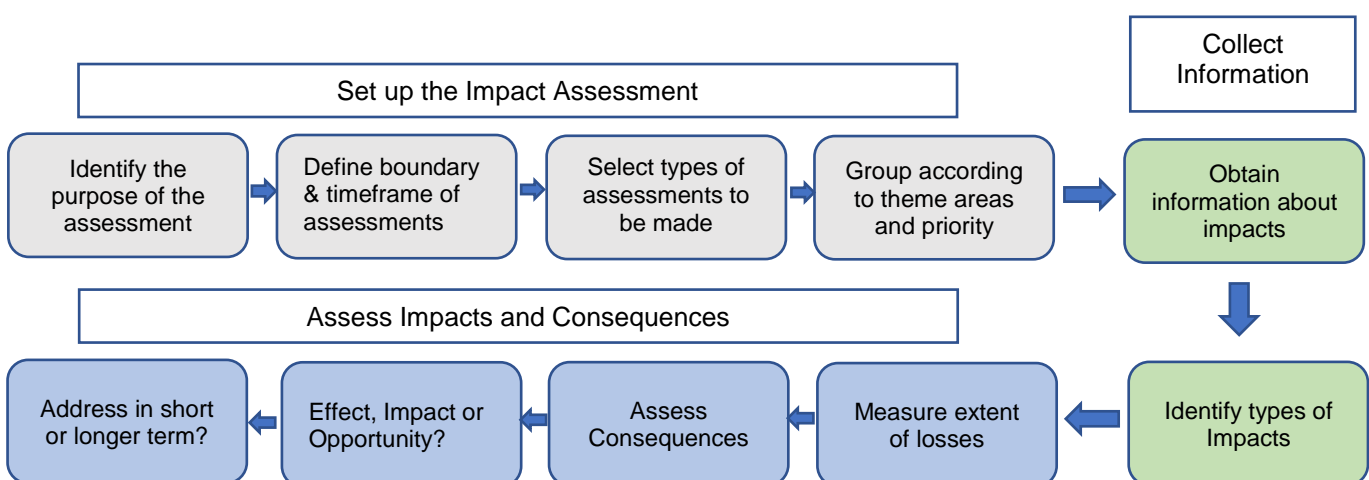 Collect
Information
Set up the Impact Assessment
Identify the
purpose of the
assessment
Define boundary
& timeframe of
assessments
Select types of
assessments to
be made
Group according
to theme areas
and priority
Obtain
information about
impacts
Assess Impacts and Consequences
Address in short
or longer term?
Effect, Impact or
Opportunity?
Assess
Consequences
Measure extent
of losses
Identify types of
Impacts